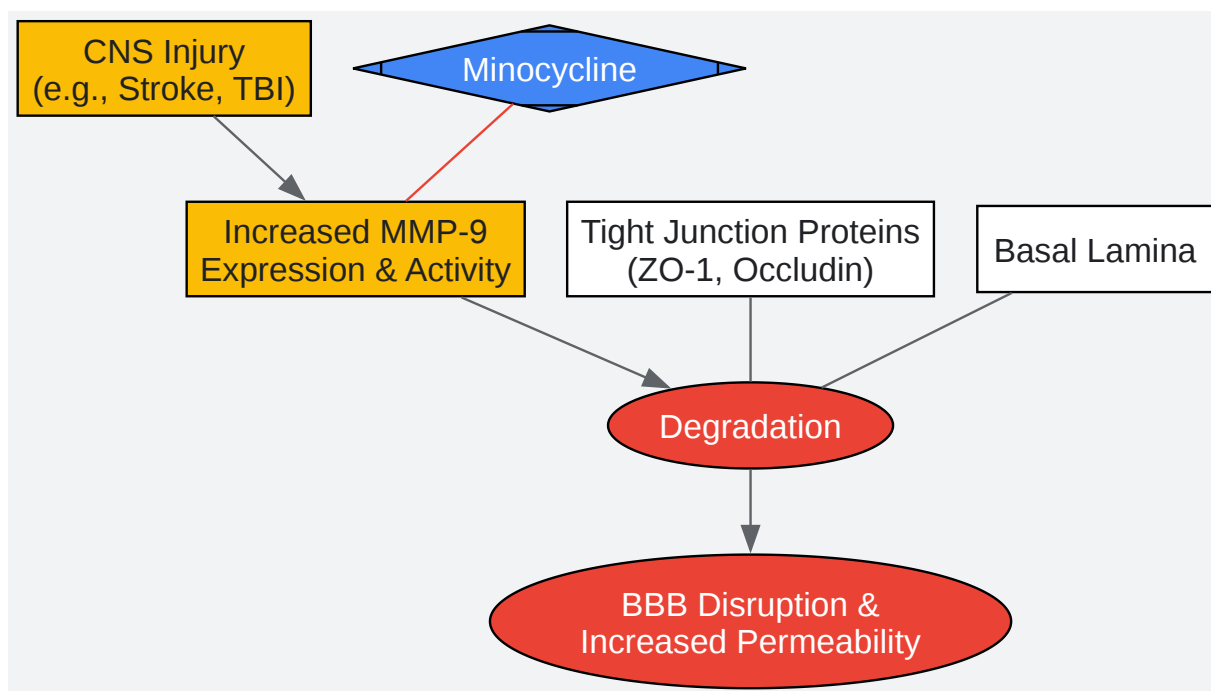 CNS Injury
(e.g., Stroke, TBI)
Minocycline
Increased MMP-9
Expression & Activity
Tight Junction Proteins
(ZO-1, Occludin)
Basal Lamina
Degradation
BBB Disruption &
Increased Permeability